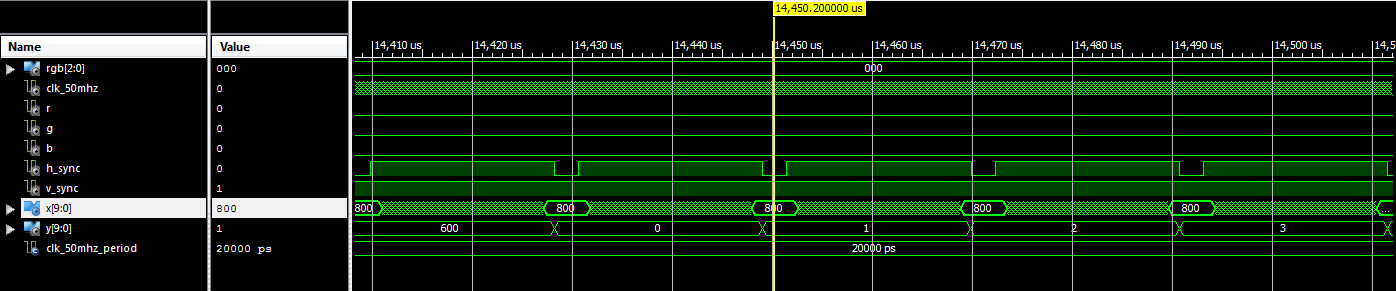 14,450.200000 us
Name Value
14,410 us 14,420 us 14,430 us 14,440 us 14,450 us 14,460 us 14,470 us 14,480 us 14,490 us 14,500 us 14,5
rgb[2:0] 000 000
clk_50mhz 0
r 0
g 0
b 0
h_sync 0
v_sync 1
x[9:0] 800 800 800 800 800 800 ...
y[9:0] 1 600 0 1 2 3
clk_50mhz_period 20000 ps 20000 ps